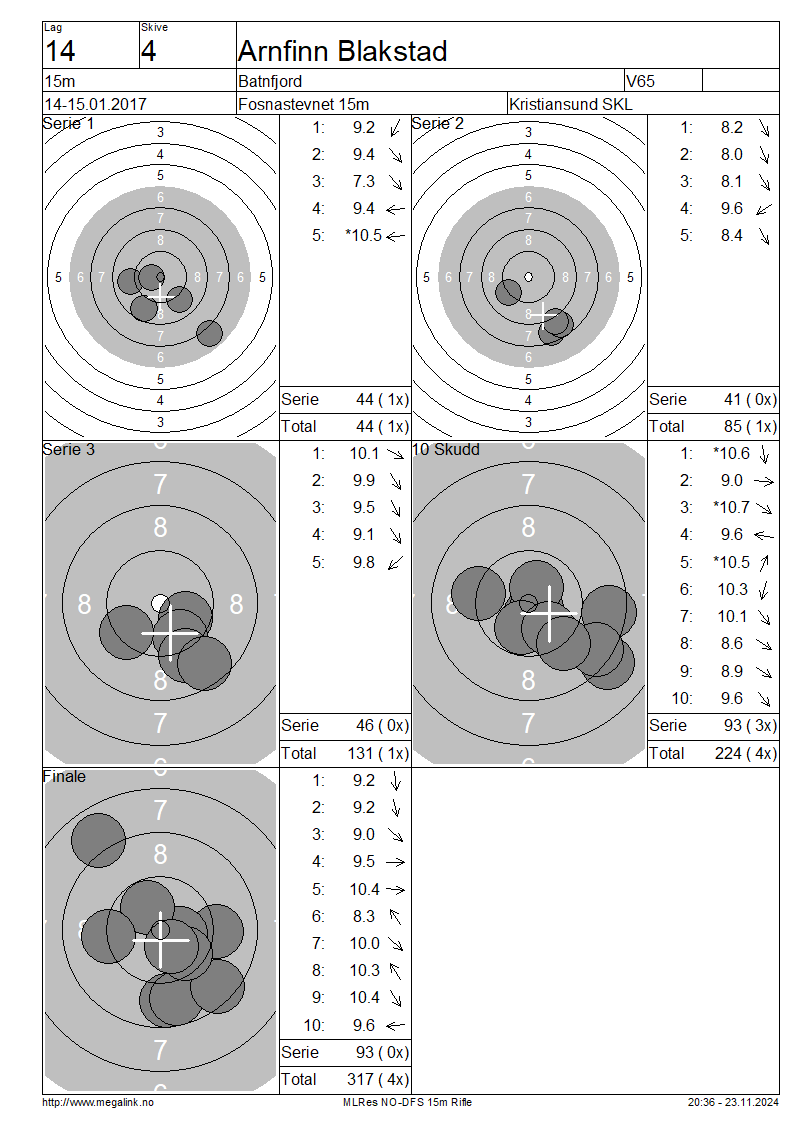 Lag
Skive
14
4
Arnfinn Blakstad
15m
Batnfjord
V65
14-15.01.2017
Fosnastevnet 15m
Kristiansund SKL
Serie 1
3
4
5
6
7
8
5 6 7 8 7 6 5
8
7
6
5
4
3
1: 9.2
2: 9.4
3: 7.3
4: 9.4
5: *10.5
Serie 44 ( 1x)
Total 44 ( 1x)
Serie 2
3
4
5
6
7
8
5 6 7 8 8 7 6 5
8
7
6
5
4
3
1: 8.2
2: 8.0
3: 8.1
4: 9.6
5: 8.4
Serie 41 ( 0x)
Total 85 ( 1x)
Serie 3
7
8
8 8
8
7
1: 10.1
2: 9.9
3: 9.5
4: 9.1
5: 9.8
Serie 46 ( 0x)
Total 131 ( 1x)
10 Skudd
7
8
8
7
1: *10.6
2: 9.0
3: *10.7
4: 9.6
5: *10.5
6: 10.3
7: 10.1
8: 8.6
9: 8.9
10: 9.6
Serie 93 ( 3x)
Total 224 ( 4x)
Finale
7
8
7
1: 9.2
2: 9.2
3: 9.0
4: 9.5
5: 10.4
6: 8.3
7: 10.0
8: 10.3
9: 10.4
10: 9.6
Serie 93 ( 0x)
Total 317 ( 4x)
http://www.megalink.no
MLRes NO-DFS 15m Rifle
20:36 - 23.11.2024